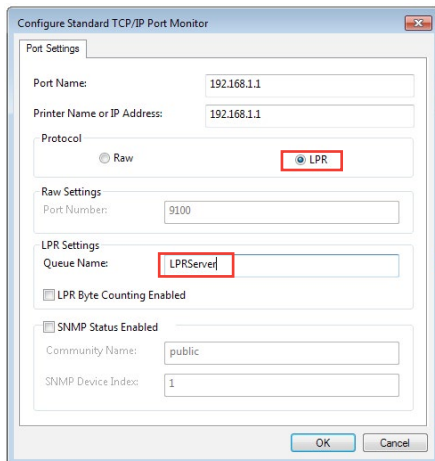 Configure Standard TCP/IP Port Monitor
Port Settings
Port Name: 192.168.1.1
Printer Name or IP Address: 192.168.1.1
Protocol
Raw LPR
Raw Settings
Port Number: 9100
LPR Settings
Queue Name: LPRServer
LPR Byte Counting Enabled
SNMP Status Enabled
Community Name: public
SNMP Device Index: 1
OK Cancel